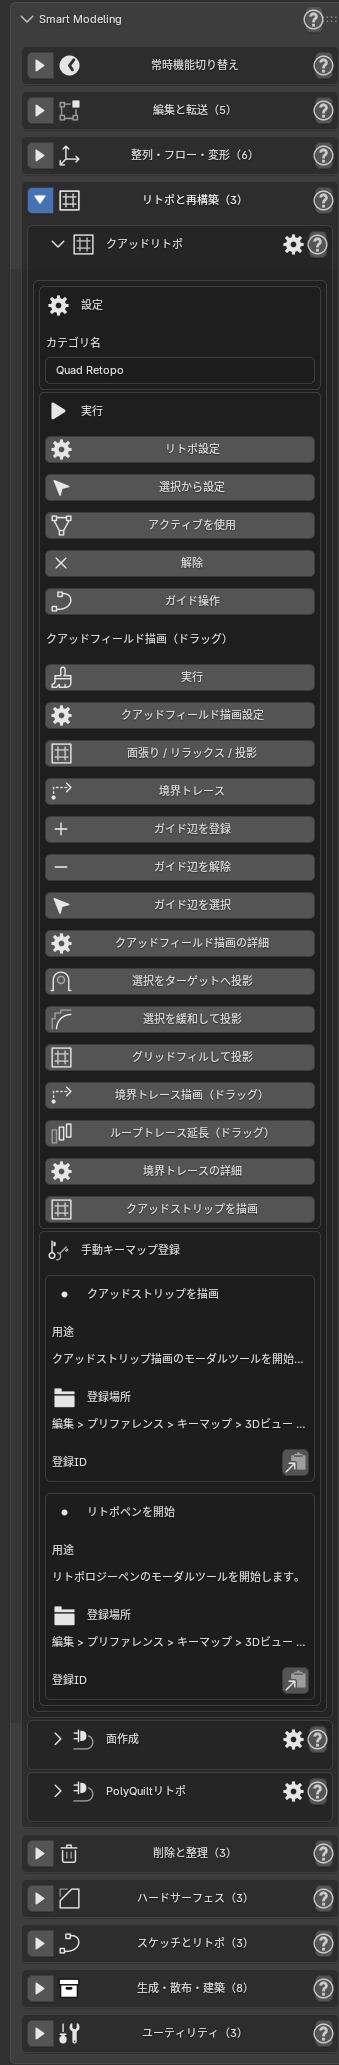 Smart Modeling
常時機能切り替え
編集と転送（5）
整列・フロー・変形（6）
リトポと再構築（3）
クアッドリトポ
設定
カテゴリ名
Quad Retopo
実行
リトポ設定
選択から設定
アクティブを使用
解除
ガイド操作
クアッドフィールド描画（ドラッグ）
実行
クアッドフィールド描画設定
面張り / リラックス / 投影
境界トレース
ガイド辺を登録
ガイド辺を解除
ガイド辺を選択
クアッドフィールド描画の詳細
選択をターゲットへ投影
選択を緩和して投影
グリッドフィルして投影
境界トレース描画（ドラッグ）
ループトレース延長（ドラッグ）
境界トレースの詳細
クアッドストリップを描画
手動キーマップ登録
クアッドストリップを描画
用途
クアッドストリップ描画のモーダルツールを開始...
登録場所
編集 > プリファレンス > キーマップ > 3Dビュー ...
登録ID
リトポペンを開始
用途
リトポロジーペンのモーダルツールを開始します。
登録場所
編集 > プリファレンス > キーマップ > 3Dビュー ...
登録ID
面作成
PolyQuiltリトポ
削除と整理（3）
ハードサーフェス（3）
スケッチとリトポ（3）
生成・散布・建築（8）
ユーティリティ（3）